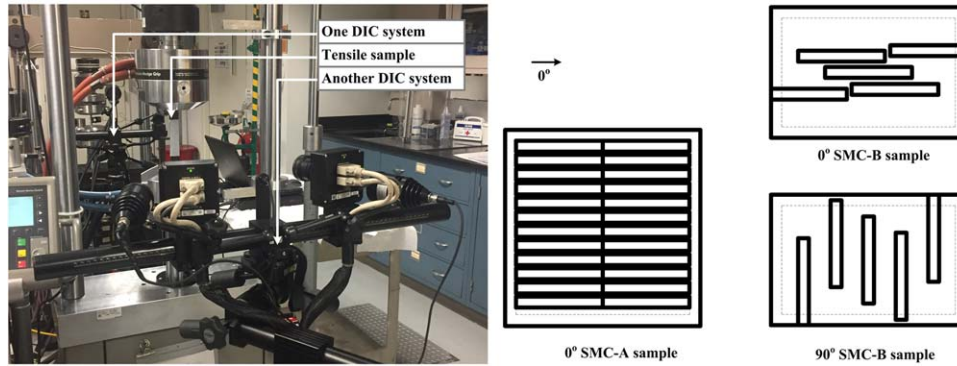 One DIC system
Tensile sample
Another DIC system
0°
0° SMC-A sample
0° SMC-B sample
90° SMC-B sample